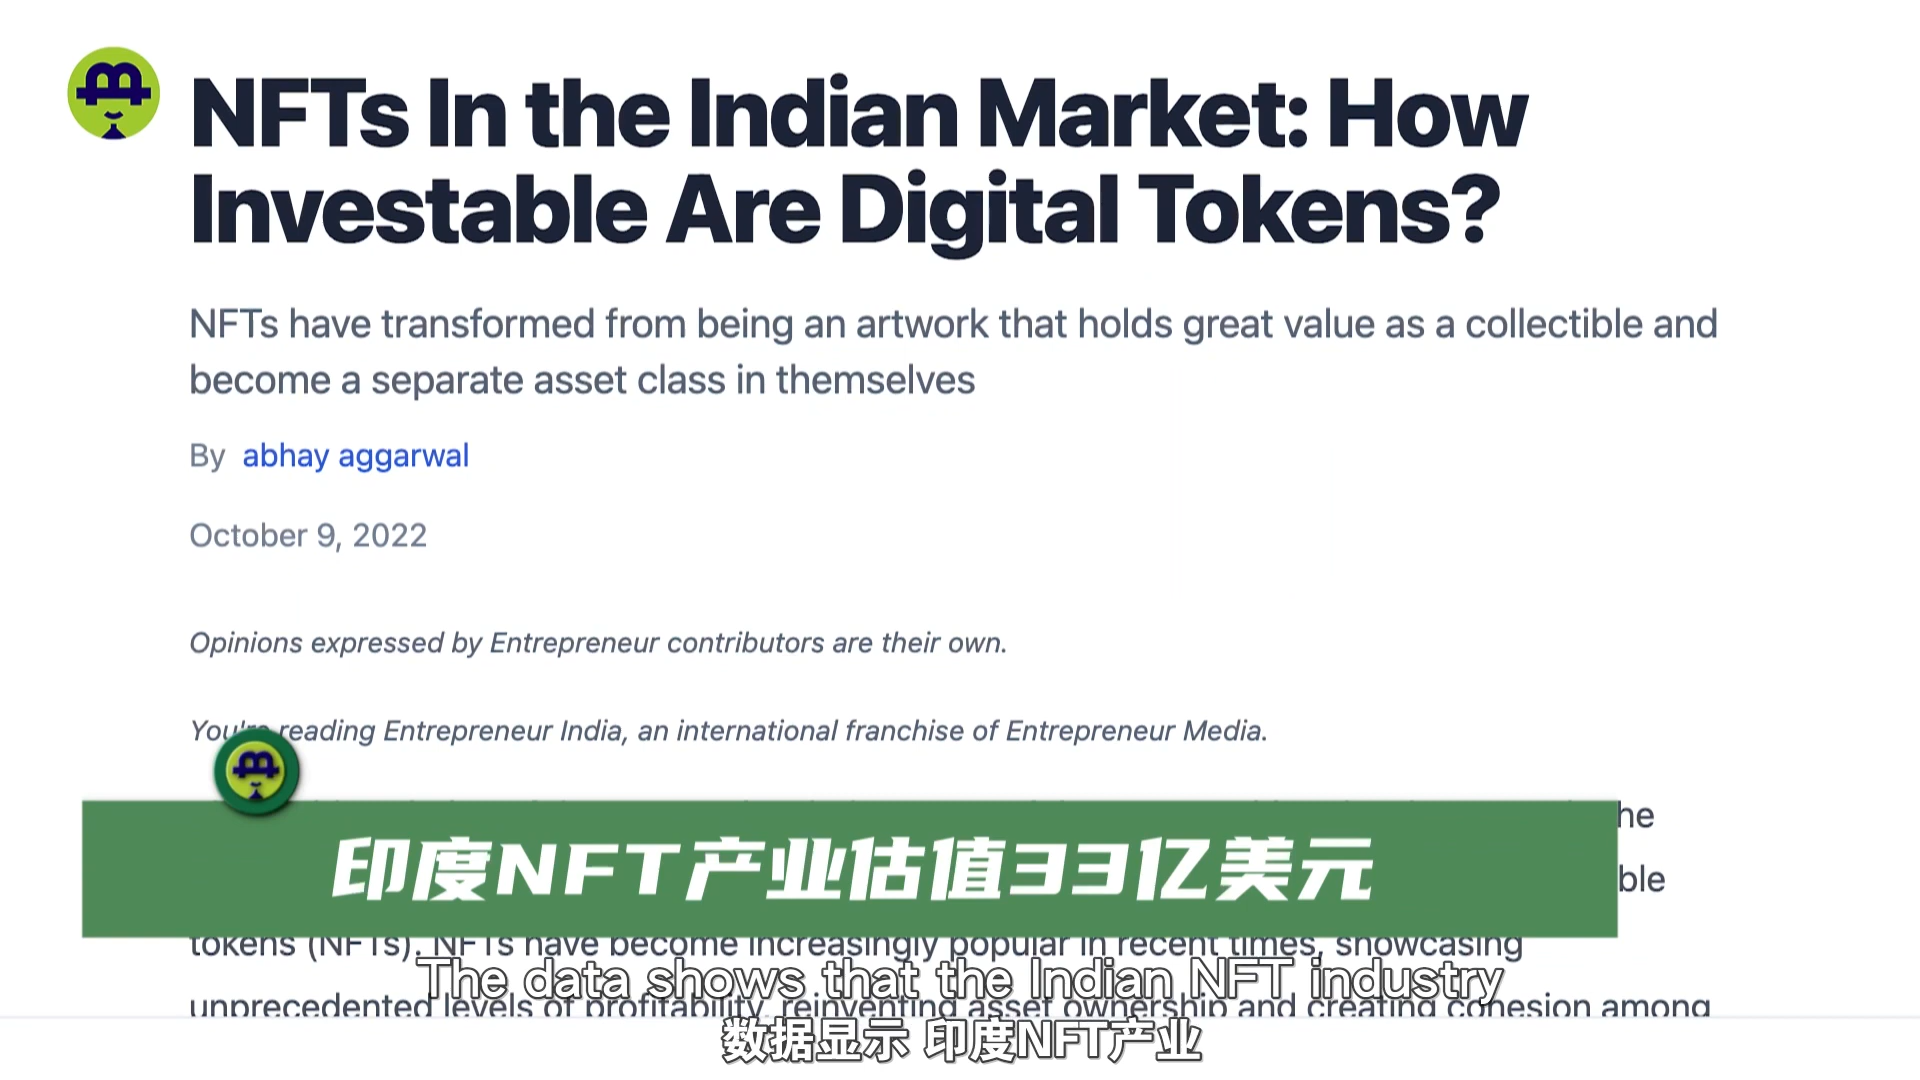 NFTs In the Indian Market: How
Investable Are Digital Tokens?
NFTs have transformed from being an artwork that holds great value as a collectible and
become a separate asset class in themselves
By abhay aggarwal
October 9, 2022
Opinions expressed by Entrepreneur contributors are their own.
You're reading Entrepreneur India, an international franchise of Entrepreneur Media.
印度NFT产业估值33亿美元
tokens (NFTs). NFTs have become increasingly popular in recent times, showcasing
The data shows that the Indian NFT industry
unprecedented levels of profitability, reinventing asset ownership and creating cohesion among
数据显示 印度NFT产业